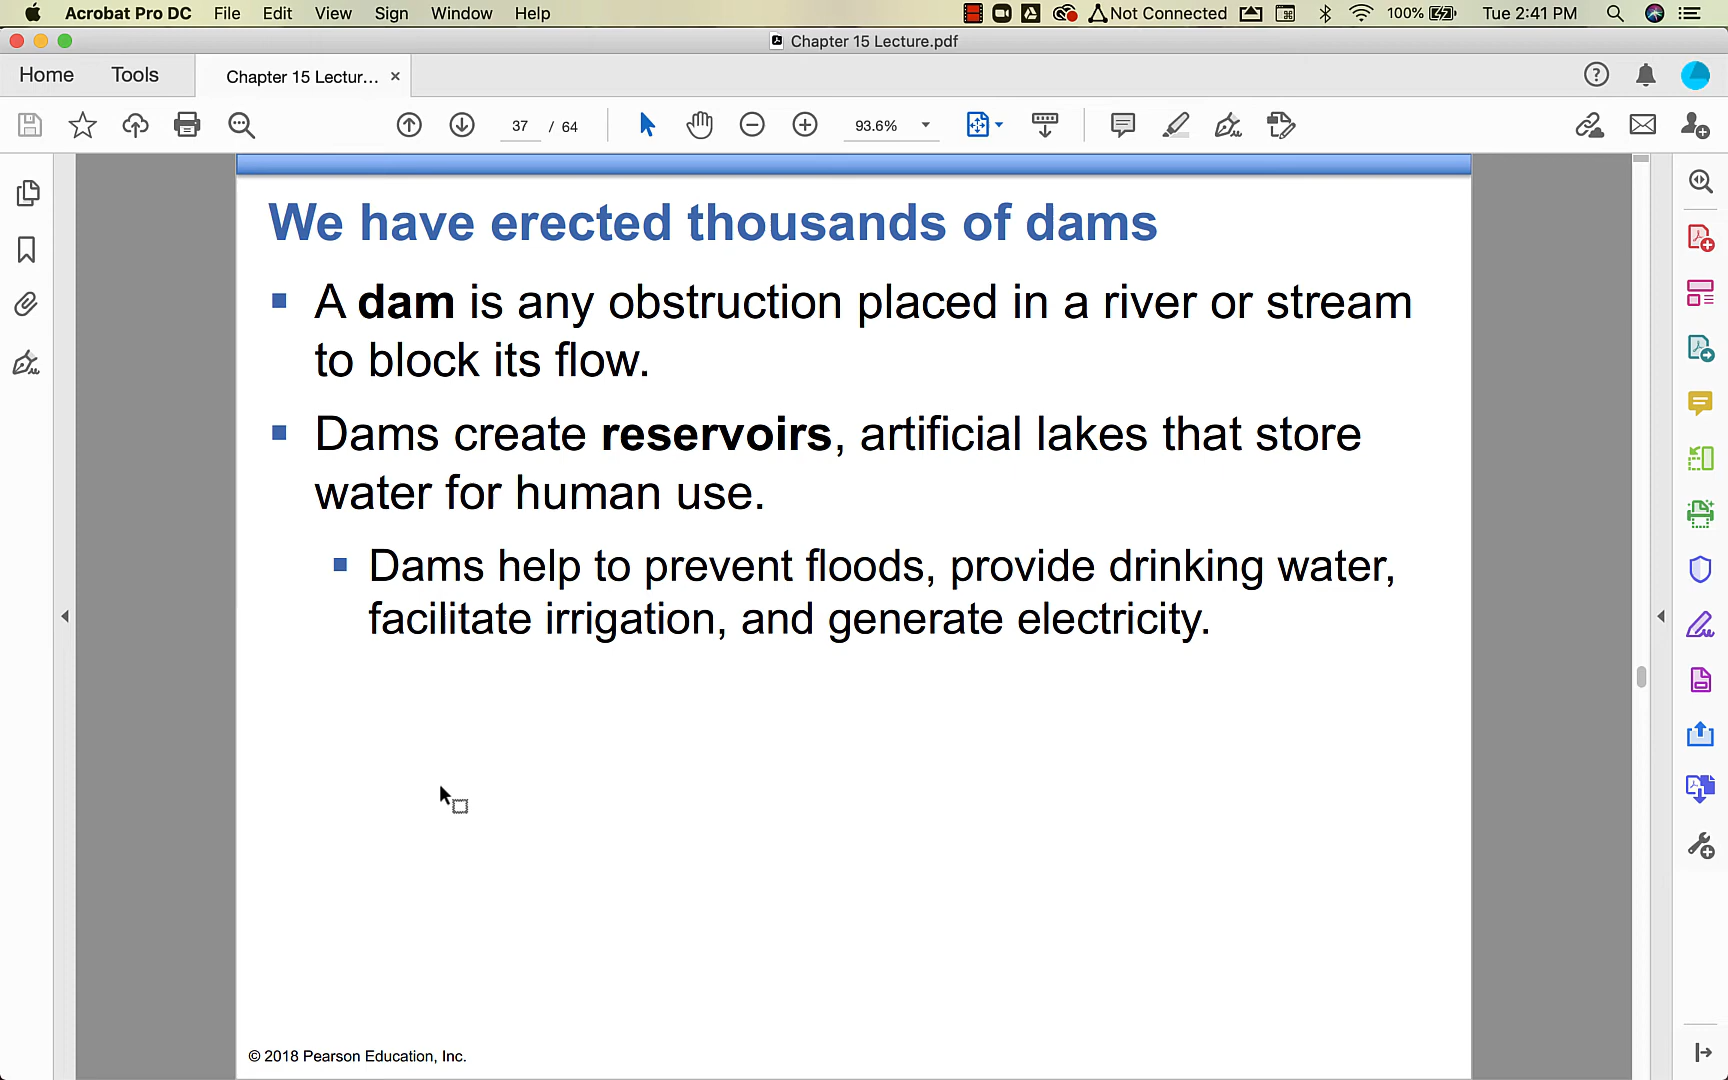 Acrobat Pro DC File Edit View Sign Window Help Not Connected 100% Tue 2:41 PM
Chapter 15 Lecture.pdf
Home Tools Chapter 15 Lectur... ×
37 / 64 93.6%
We have erected thousands of dams
A dam is any obstruction placed in a river or stream
to block its flow.
Dams create reservoirs, artificial lakes that store
water for human use.
Dams help to prevent floods, provide drinking water,
facilitate irrigation, and generate electricity.
© 2018 Pearson Education, Inc.